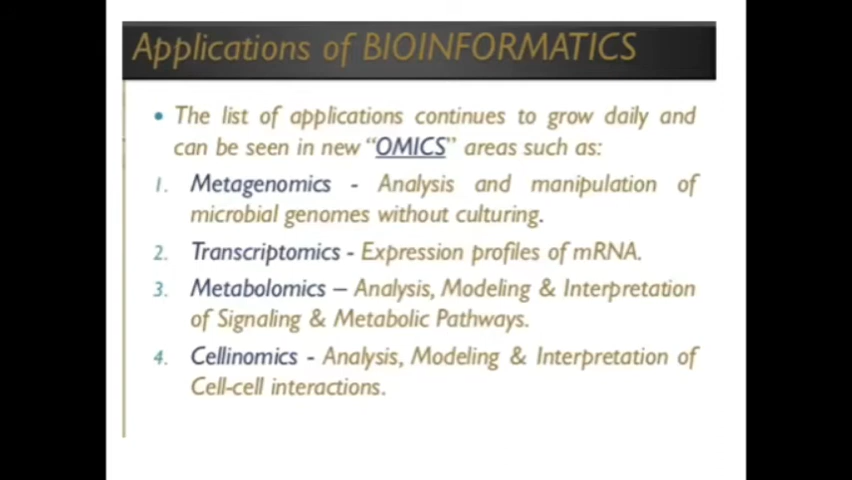 Applications of BIOINFORMATICS
• The list of applications continues to grow daily and
can be seen in new “OMICS” areas such as:
1. Metagenomics - Analysis and manipulation of
microbial genomes without culturing.
2. Transcriptomics - Expression profiles of mRNA.
3. Metabolomics – Analysis, Modeling & Interpretation
of Signaling & Metabolic Pathways.
4. Cellinomics - Analysis, Modeling & Interpretation of
Cell-cell interactions.